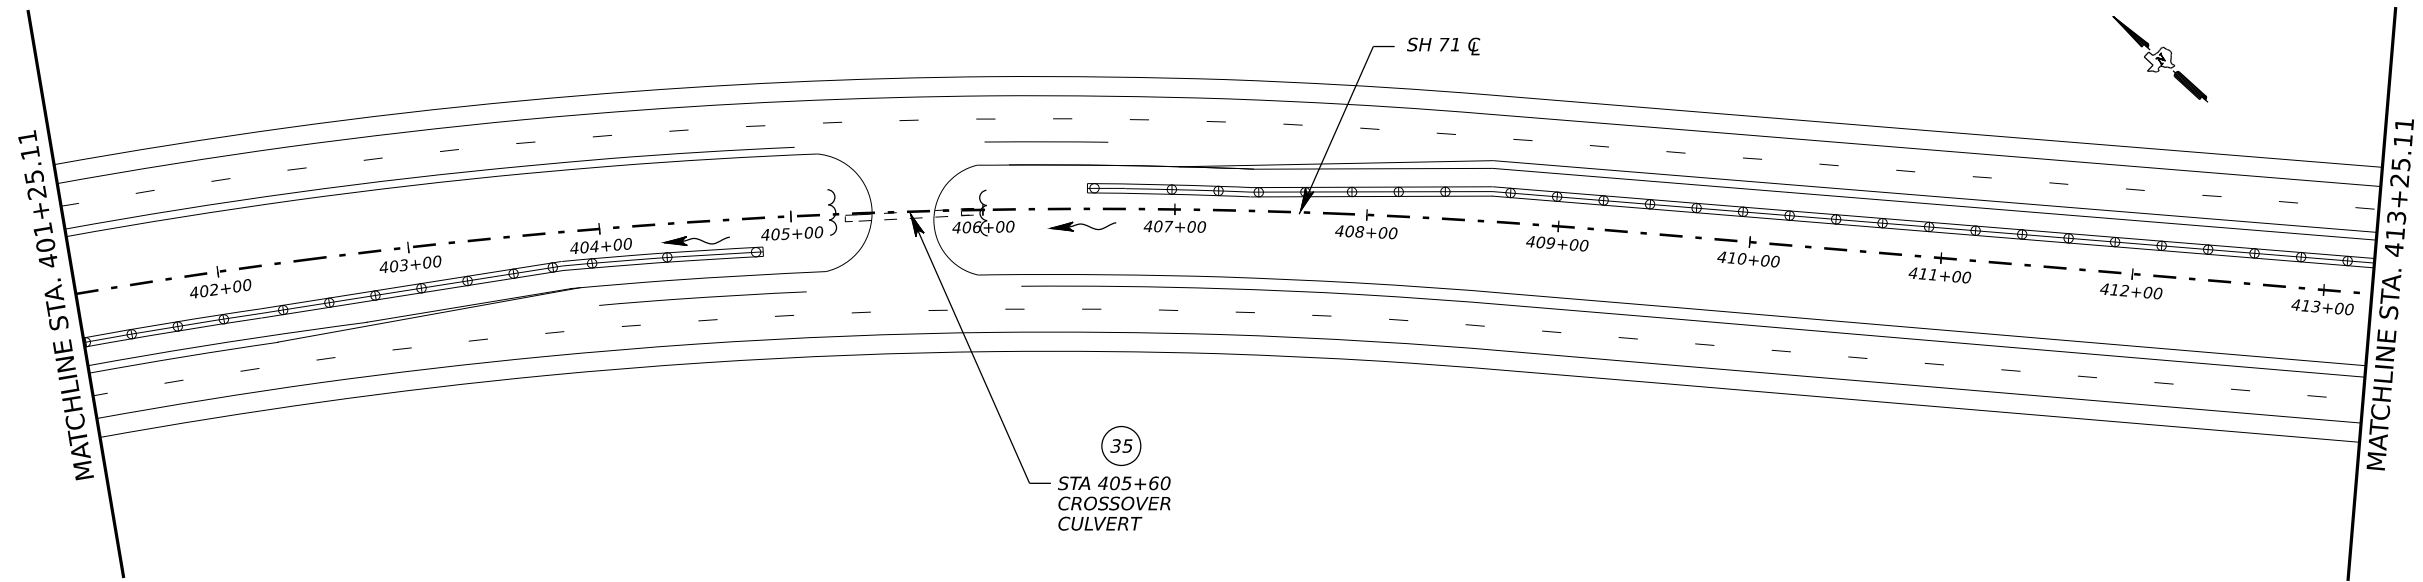 SH 71 ℄
N
MATCHLINE STA. 401+25.11
402+00
403+00
404+00
405+00
406+00
407+00
408+00
409+00
410+00
411+00
412+00
413+00
MATCHLINE STA. 413+25.11
35
STA 405+60
CROSSOVER
CULVERT